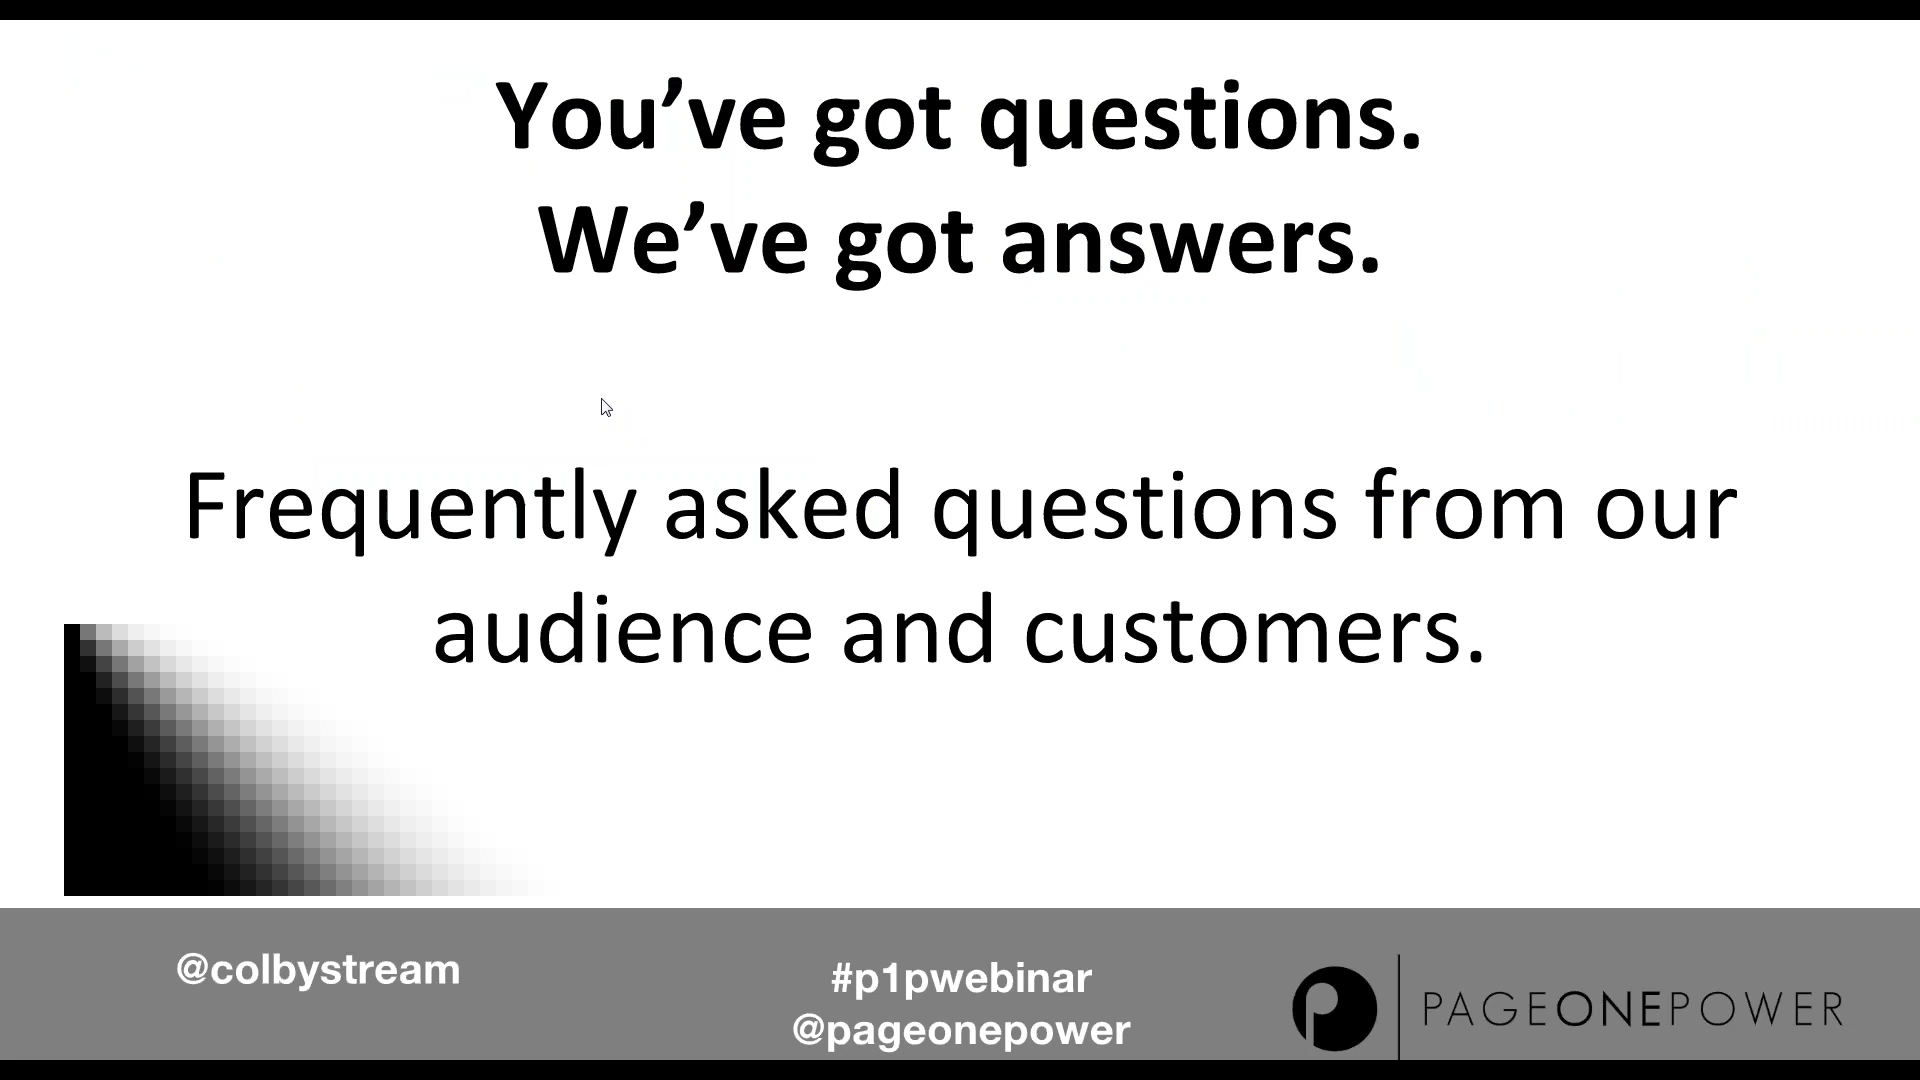 You’ve got questions.
We’ve got answers.
Frequently asked questions from our
audience and customers.
@colbystream
#p1pwebinar
@pageonepower
PAGEONEPOWER